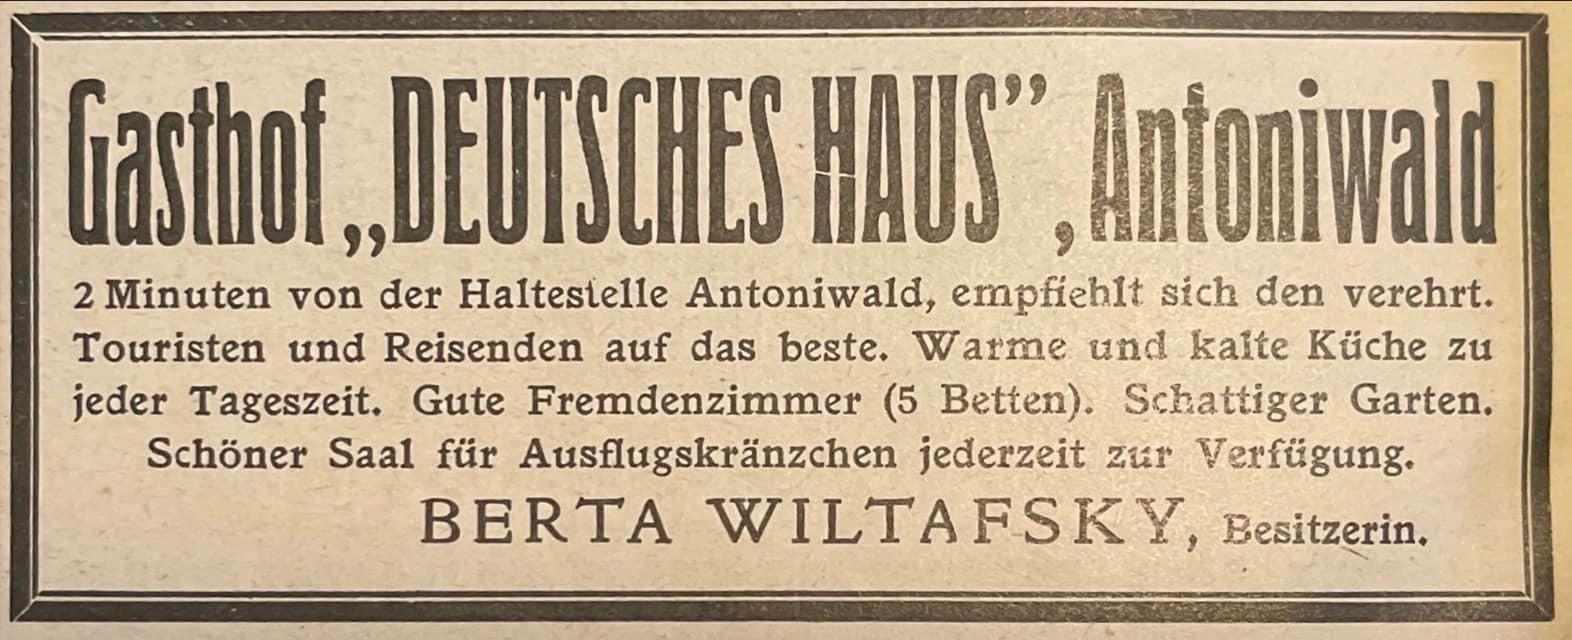 Gasthof „DEUTSCHES HAUS”, Antoniwald
2 Minuten von der Haltestelle Antoniwald, empfiehlt sich den verehrt.
Touristen und Reisenden auf das beste. Warme und kalte Küche zu
jeder Tageszeit. Gute Fremdenzimmer (5 Betten). Schattiger Garten.
Schöner Saal für Ausflugskränzchen jederzeit zur Verfügung.
BERTA WILTAFSKY, Besitzerin.